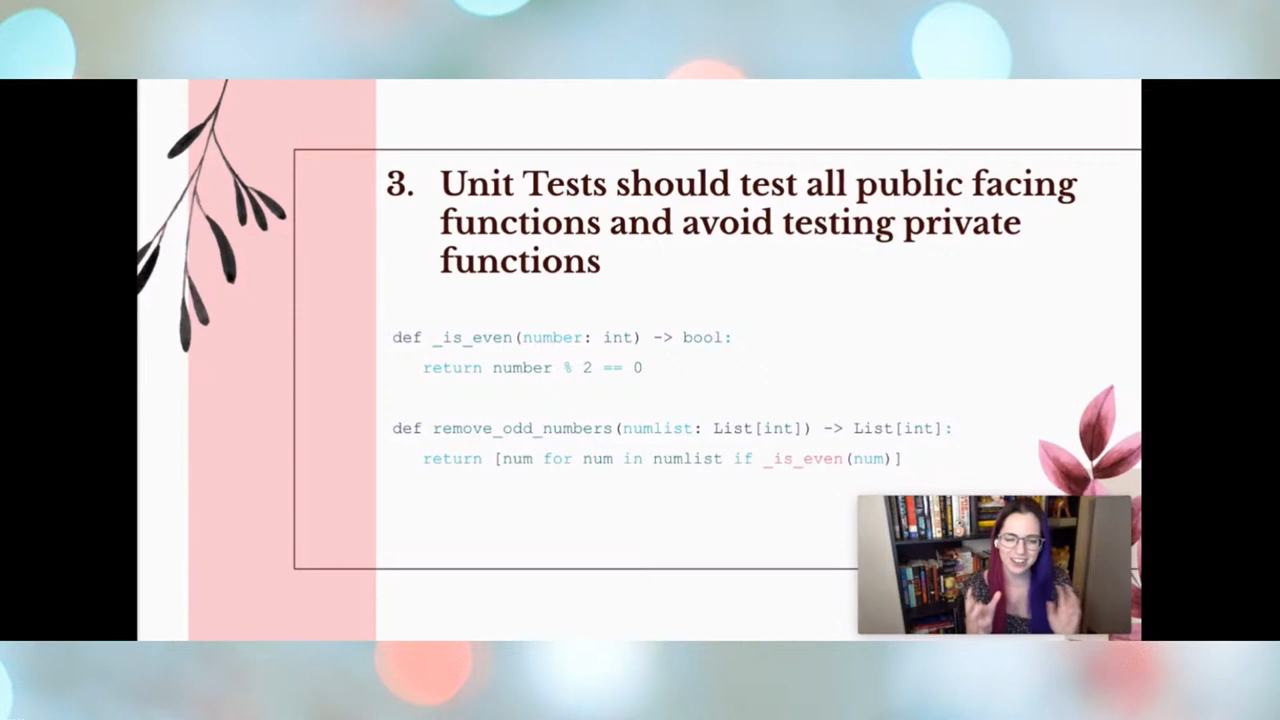 3. Unit Tests should test all public facing
functions and avoid testing private
functions
def _is_even(number: int) -> bool:
return number % 2 == 0
def remove_odd_numbers(numlist: List[int]) -> List[int]:
return [num for num in numlist if _is_even(num)]